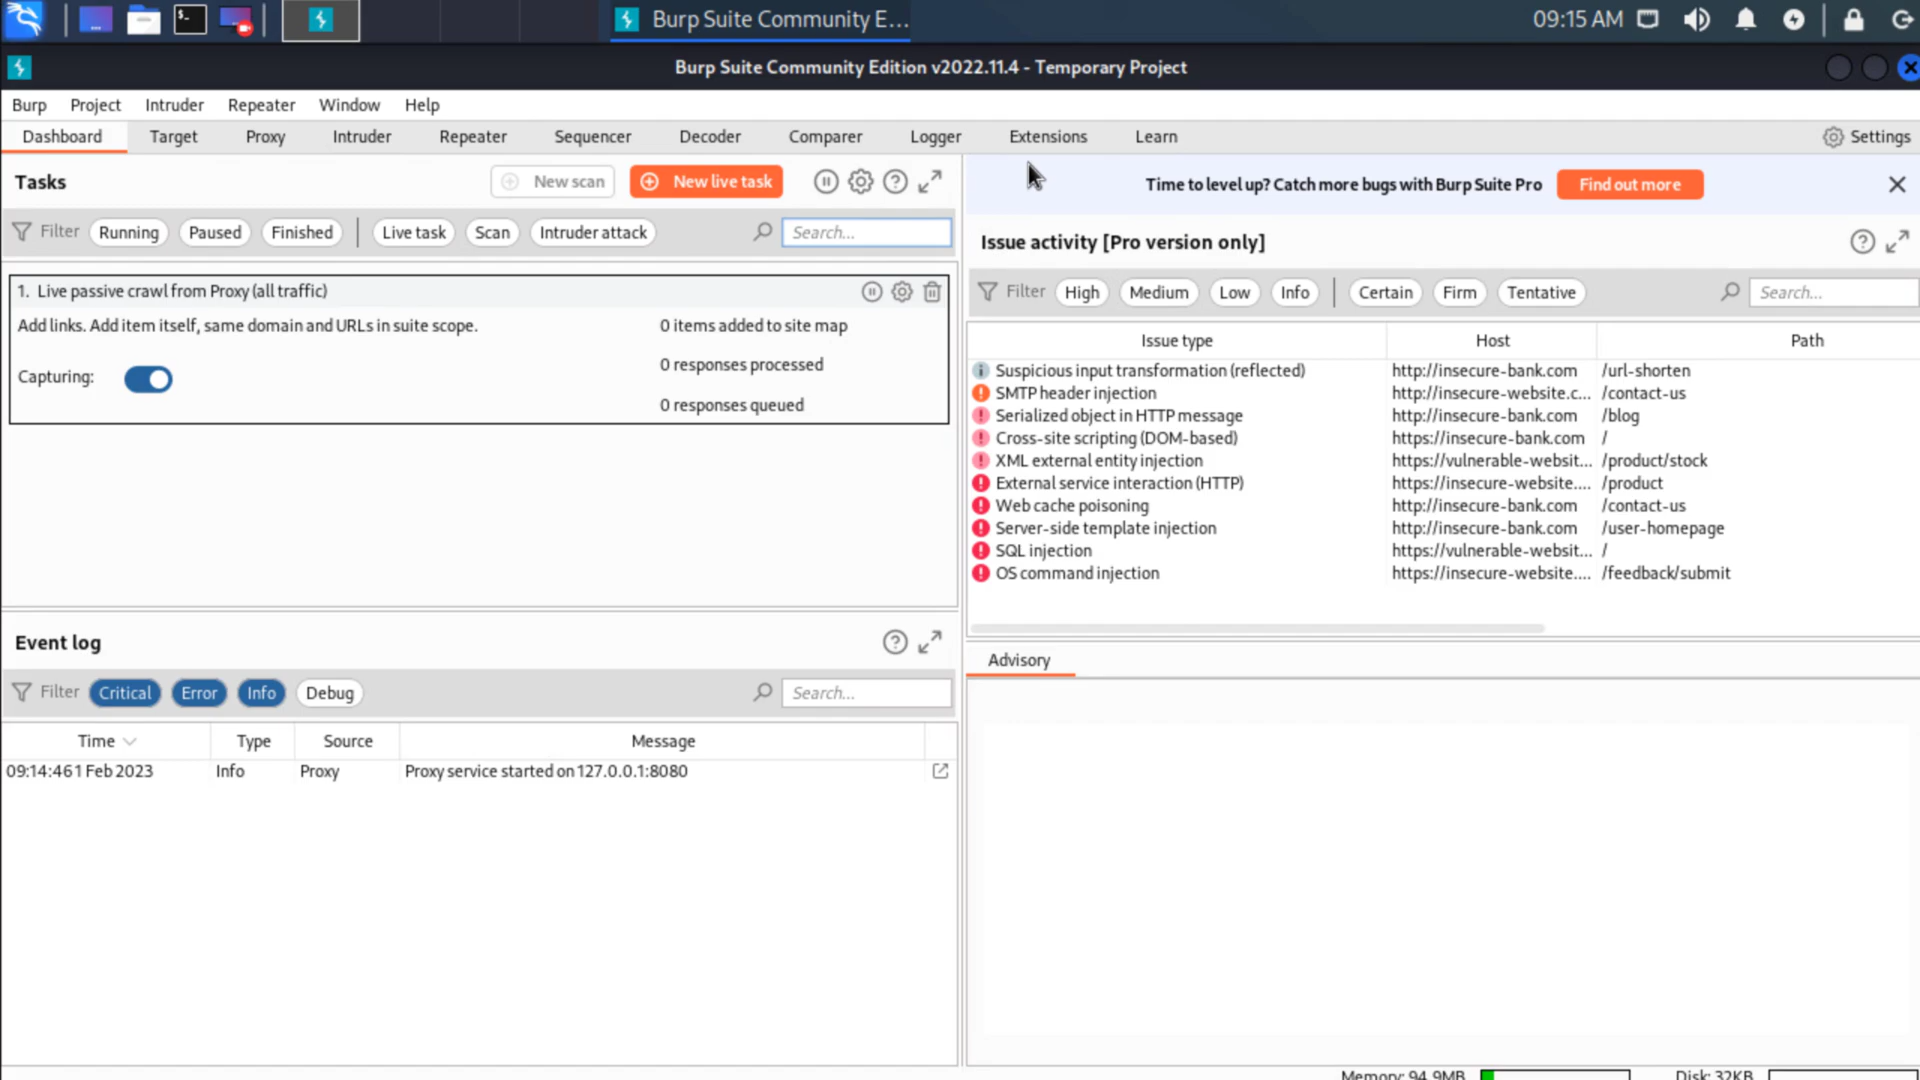 Burp Suite Community E...
09:15 AM
Burp Suite Community Edition v2022.11.4 - Temporary Project
Burp Project Intruder Repeater Window Help
Dashboard Target Proxy Intruder Repeater Sequencer Decoder Comparer Logger Extensions Learn Settings
Tasks
New scan
New live task
Filter Running Paused Finished Live task Scan Intruder attack Search...
1. Live passive crawl from Proxy (all traffic)
Add links. Add item itself, same domain and URLs in suite scope.
0 items added to site map
0 responses processed
Capturing:
0 responses queued
Event log
Filter Critical Error Info Debug Search...
Time Type Source Message
09:14:46 1 Feb 2023 Info Proxy Proxy service started on 127.0.0.1:8080
Time to level up? Catch more bugs with Burp Suite Pro Find out more
Issue activity [Pro version only]
Filter High Medium Low Info Certain Firm Tentative Search...
Issue type Host Path
Suspicious input transformation (reflected) http://insecure-bank.com /url-shorten
SMTP header injection http://insecure-website.c... /contact-us
Serialized object in HTTP message http://insecure-bank.com /blog
Cross-site scripting (DOM-based) https://insecure-bank.com /
XML external entity injection https://vulnerable-websit... /product/stock
External service interaction (HTTP) https://insecure-website.... /product
Web cache poisoning http://insecure-bank.com /contact-us
Server-side template injection http://insecure-bank.com /user-homepage
SQL injection https://vulnerable-websit... /
OS command injection https://insecure-website.... /feedback/submit
Advisory
Memory: 94.9MB Disk: 32KB